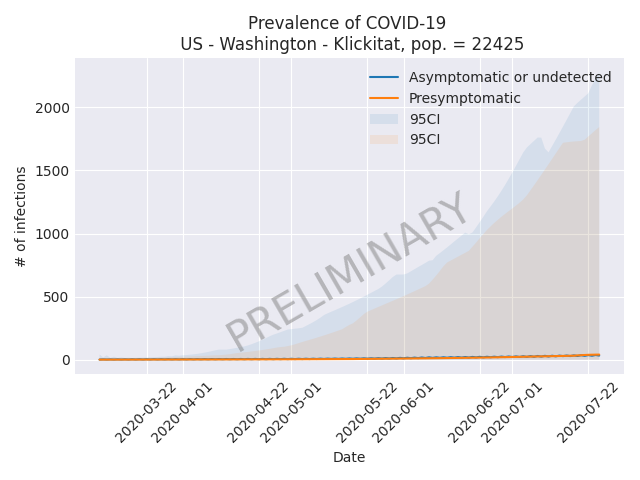 Prevalence of COVID-19
US - Washington - Klickitat, pop. = 22425
Asymptomatic or undetected
Presymptomatic
95CI
95CI
PRELIMINARY
# of infections
2000
1500
1000
500
0
2020-03-22
2020-04-01
2020-04-22
2020-05-01
2020-05-22
2020-06-01
2020-06-22
2020-07-01
2020-07-22
Date